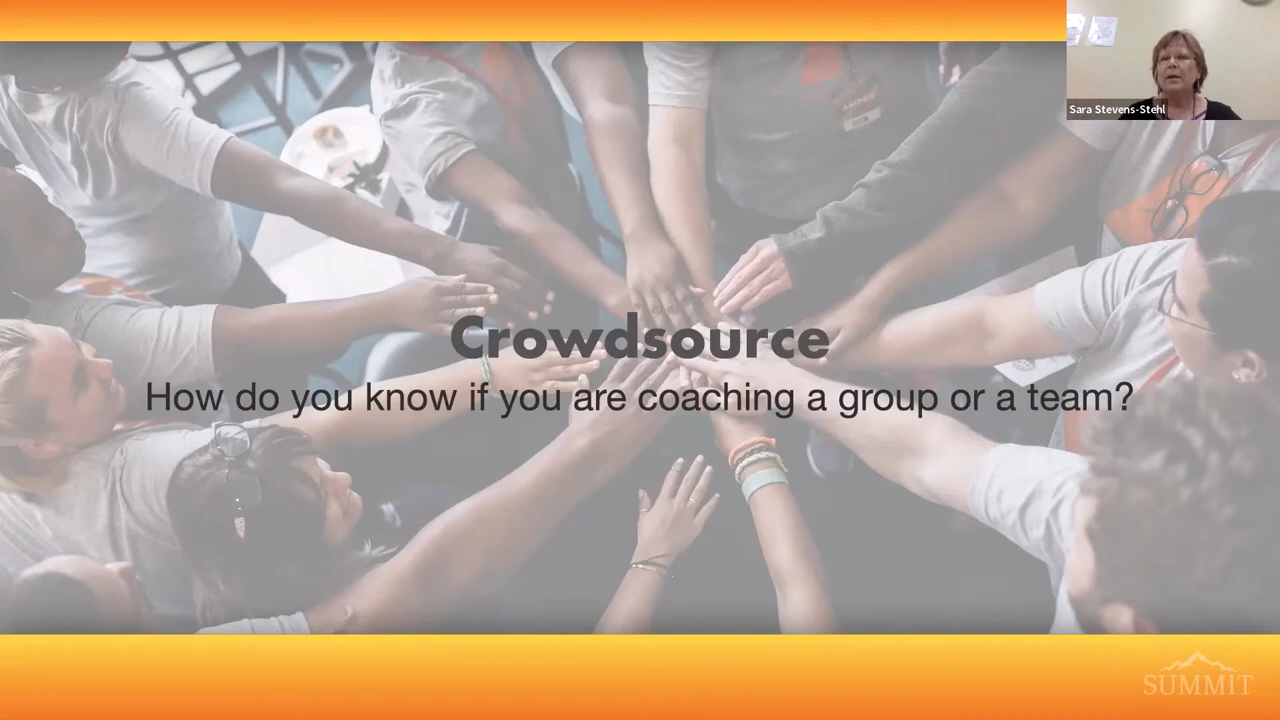 Sara Stevens-Stehl
Crowdsource
How do you know if you are coaching a group or a team?
SUMMIT